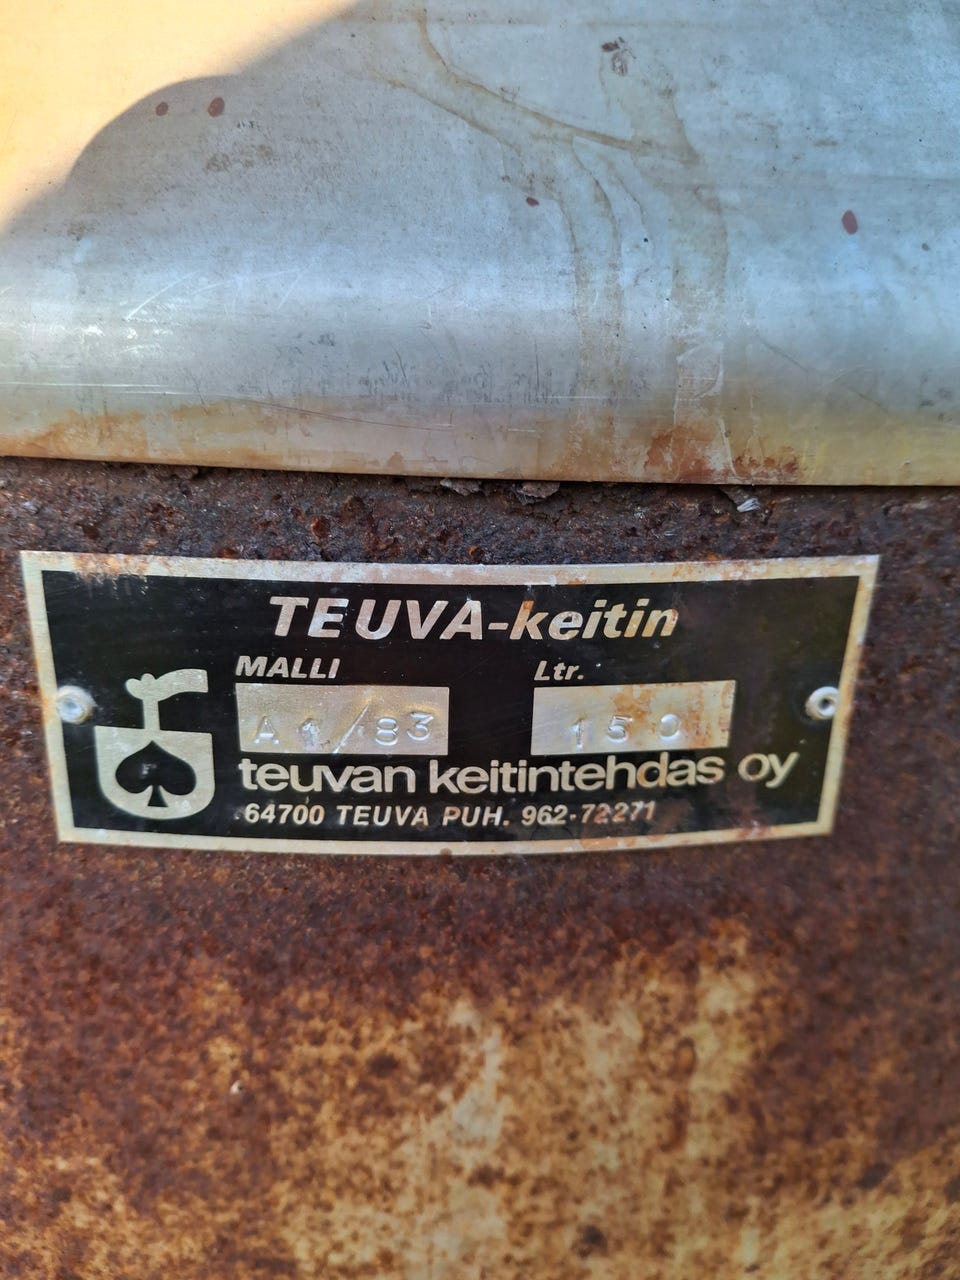 TEUVA-keitin
MALLI Ltr.
A1/83 150
teuvan keitintehdas oy
64700 TEUVA PUH. 962-72271